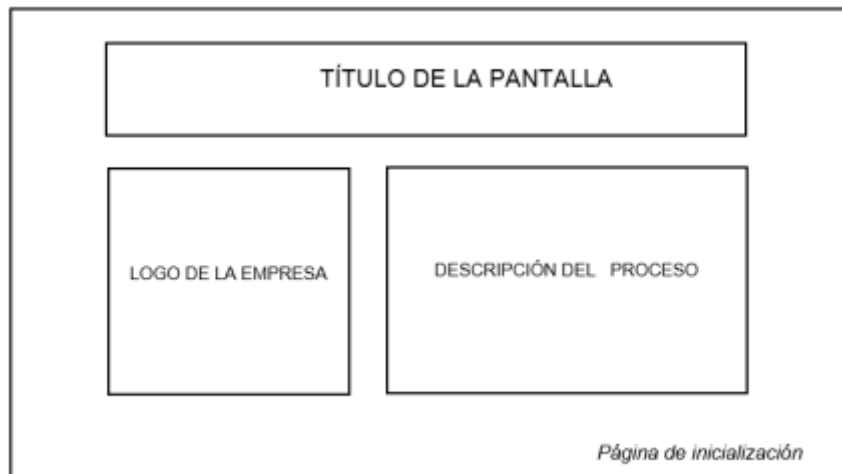 TÍTULO DE LA PANTALLA
LOGO DE LA EMPRESA
DESCRIPCIÓN DEL PROCESO
Página de inicialización